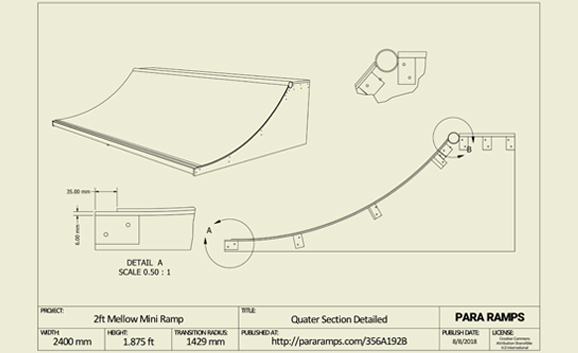 35.00 mm
6.00 mm
DETAIL A
SCALE 0.50 : 1
A
B
PROJECT:
2ft Mellow Mini Ramp
TITLE:
Quater Section Detailed
PARA RAMPS
WIDTH:
2400 mm
HEIGHT:
1.875 ft
TRANSITION RADIUS:
1429 mm
PUBLISHED AT:
http://pararamps.com/356A192B
PUBLISH DATE:
8/8/2018
LICENSE:
Creative Commons
Attribution-ShareAlike
4.0 International